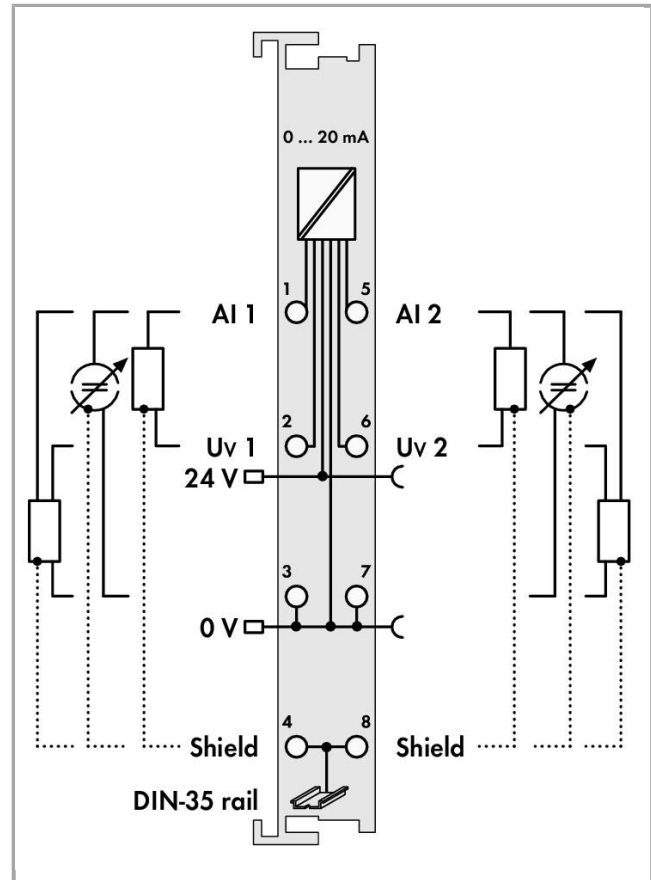 0 ... 20 mA
1 5
AI 1 AI 2
2 6
Uv 1 Uv 2
24 V
3 7
0 V
4 8
Shield Shield
DIN-35 rail